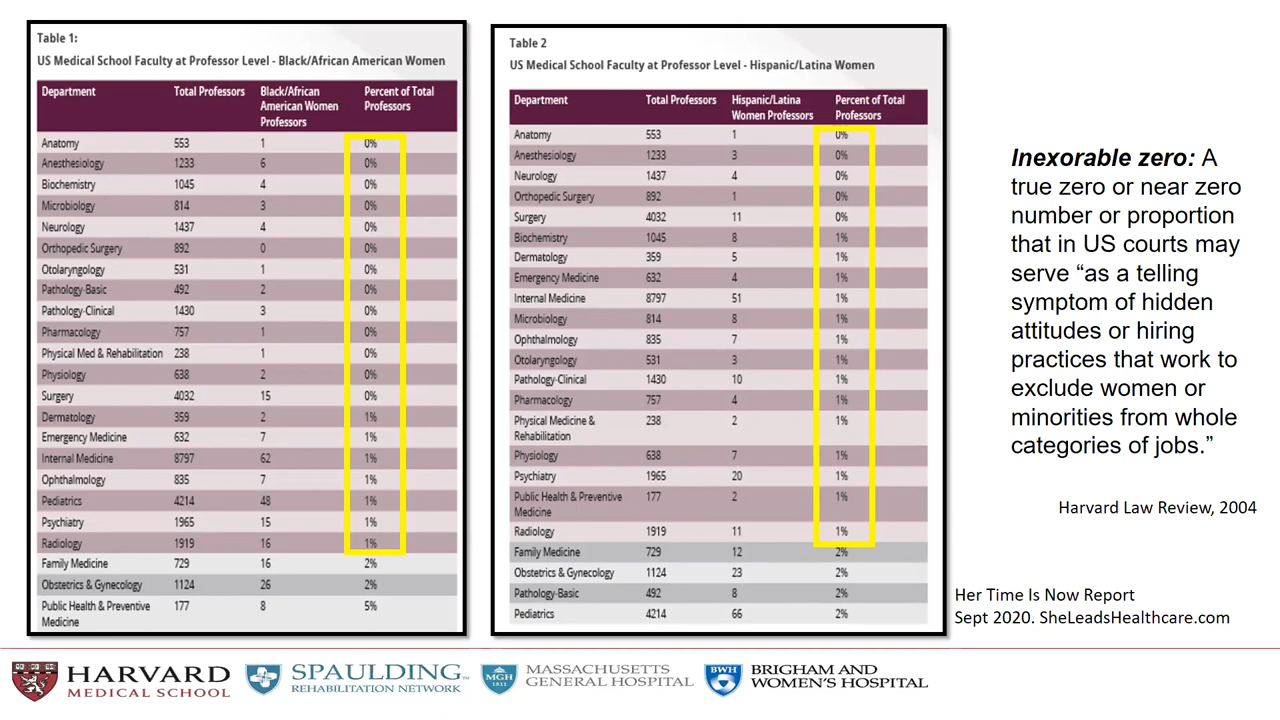 Table 1:
US Medical School Faculty at Professor Level - Black/African American Women
Department Total Professors Black/African American Women Professors Percent of Total Professors
Anatomy 553 1 0%
Anesthesiology 1233 6 0%
Biochemistry 1045 4 0%
Microbiology 814 3 0%
Neurology 1437 4 0%
Orthopedic Surgery 892 0 0%
Otolaryngology 531 1 0%
Pathology-Basic 492 2 0%
Pathology-Clinical 1430 3 0%
Pharmacology 757 1 0%
Physical Med & Rehabilitation 238 1 0%
Physiology 638 2 0%
Surgery 4032 15 0%
Dermatology 359 2 1%
Emergency Medicine 632 7 1%
Internal Medicine 8797 62 1%
Ophthalmology 835 7 1%
Pediatrics 4214 48 1%
Psychiatry 1965 15 1%
Radiology 1919 16 1%
Family Medicine 729 16 2%
Obstetrics & Gynecology 1124 26 2%
Public Health & Preventive 177 8 5%
Medicine
Table 2
US Medical School Faculty at Professor Level - Hispanic/Latina Women
Department Total Professors Hispanic/Latina Women Professors Percent of Total Professors
Anatomy 553 1 0%
Anesthesiology 1233 3 0%
Neurology 1437 4 0%
Orthopedic Surgery 892 1 0%
Surgery 4032 11 0%
Biochemistry 1045 8 1%
Dermatology 359 5 1%
Emergency Medicine 632 4 1%
Internal Medicine 8797 51 1%
Microbiology 814 8 1%
Ophthalmology 835 7 1%
Otolaryngology 531 3 1%
Pathology-Clinical 1430 10 1%
Pharmacology 757 4 1%
Physical Medicine & 238 2 1%
Rehabilitation
Physiology 638 7 1%
Psychiatry 1965 20 1%
Public Health & Preventive 177 2 1%
Medicine
Radiology 1919 11 1%
Family Medicine 729 12 2%
Obstetrics & Gynecology 1124 23 2%
Pathology-Basic 492 8 2%
Pediatrics 4214 66 2%
Inexorable zero: A
true zero or near zero
number or proportion
that in US courts may
serve “as a telling
symptom of hidden
attitudes or hiring
practices that work to
exclude women or
minorities from whole
categories of jobs.”
Harvard Law Review, 2004
Her Time Is Now Report
Sept 2020. SheLeadsHealthcare.com
HARVARD
MEDICAL SCHOOL
SPAULDING
REHABILITATION NETWORK
MGH
1811
MASSACHUSETTS
GENERAL HOSPITAL
BWH
BRIGHAM AND
WOMEN'S HOSPITAL